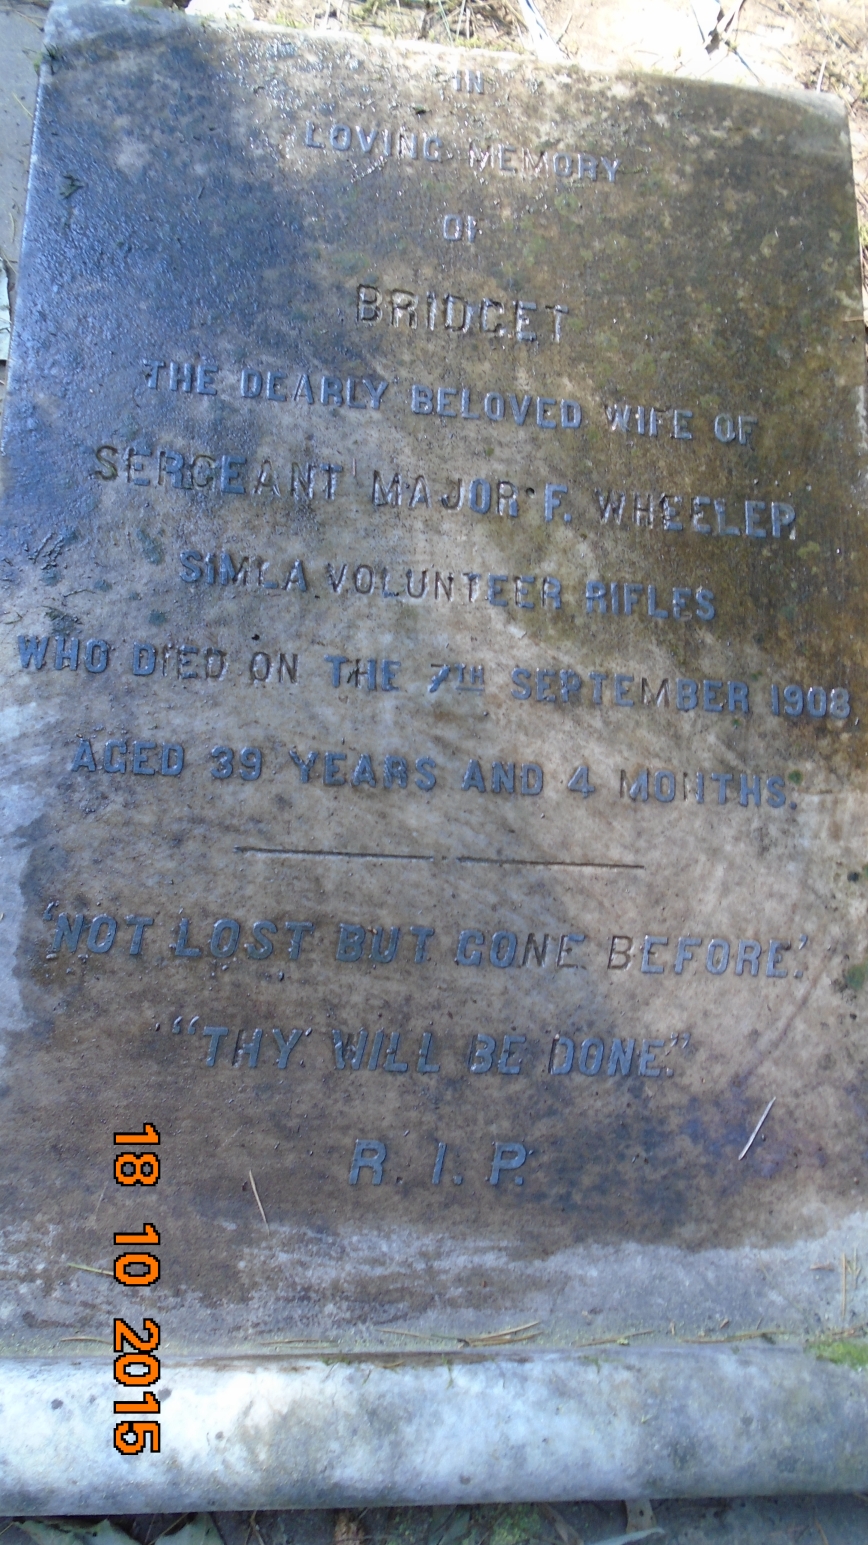 IN
LOVING MEMORY
OF
BRIDGET
THE DEARLY BELOVED WIFE OF
SERGEANT MAJOR F. WHEELER,
SIMLA VOLUNTEER RIFLES
WHO DIED ON THE 7TH SEPTEMBER 1908,
AGED 39 YEARS AND 4 MONTHS.
'NOT LOST BUT GONE BEFORE.'
"THY WILL BE DONE."
R. I. P.
18 10 2015